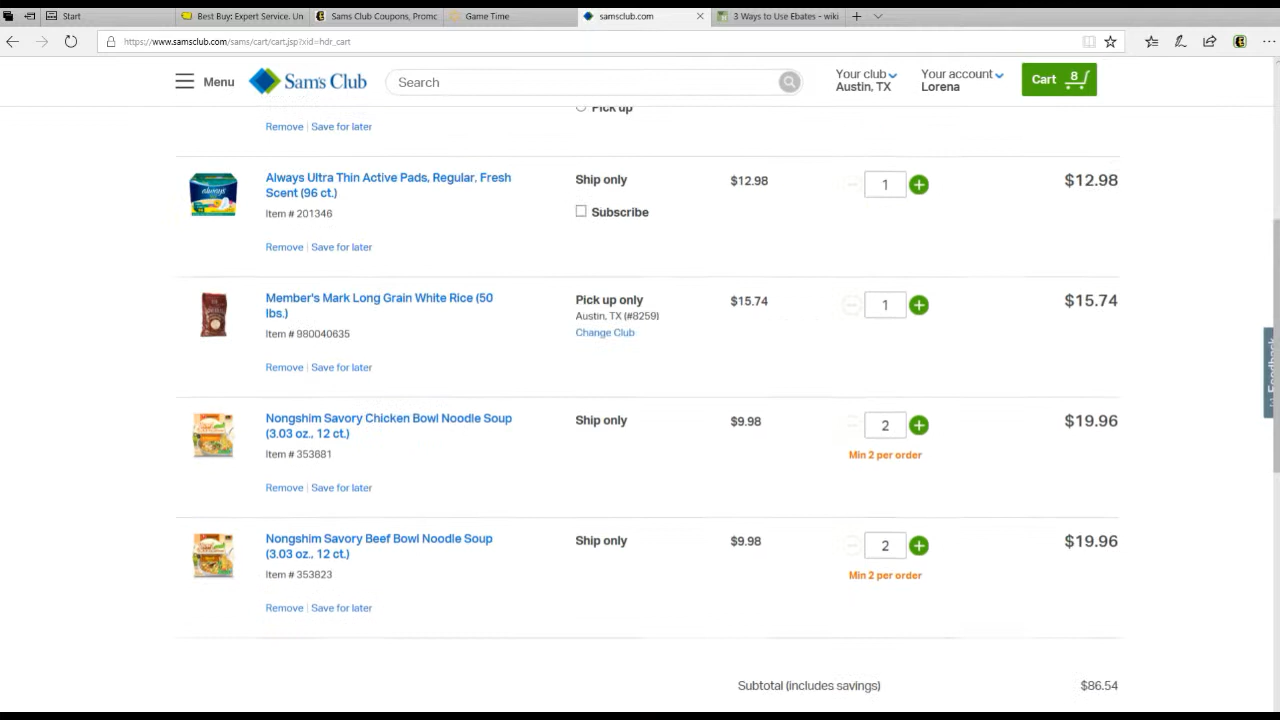 Start
Best Buy: Expert Service, Un
Sams Club Coupons, Promc
Game Time
samsclub.com
3 Ways to Use Ebates - wiki
https://www.samsclub.com/sams/cart/cart.jsp?xid=hdr_cart
Menu
Sam's Club
Search
Your club
Austin, TX
Your account
Lorena
Cart 8
Pick up
Remove | Save for later
always
Always Ultra Thin Active Pads, Regular, Fresh
Scent (96 ct.)
Item # 201346
Remove | Save for later
Ship only
Subscribe
$12.98
1
$12.98
Member's Mark Long Grain White Rice (50
lbs.)
Item # 980040635
Remove | Save for later
Pick up only
Austin, TX (#8259)
Change Club
$15.74
1
$15.74
Nongshim Savory Chicken Bowl Noodle Soup
(3.03 oz., 12 ct.)
Item # 353681
Remove | Save for later
Ship only
$9.98
2
Min 2 per order
$19.96
Nongshim Savory Beef Bowl Noodle Soup
(3.03 oz., 12 ct.)
Item # 353823
Remove | Save for later
Ship only
$9.98
2
Min 2 per order
$19.96
Feedback
Subtotal (includes savings)
$86.54